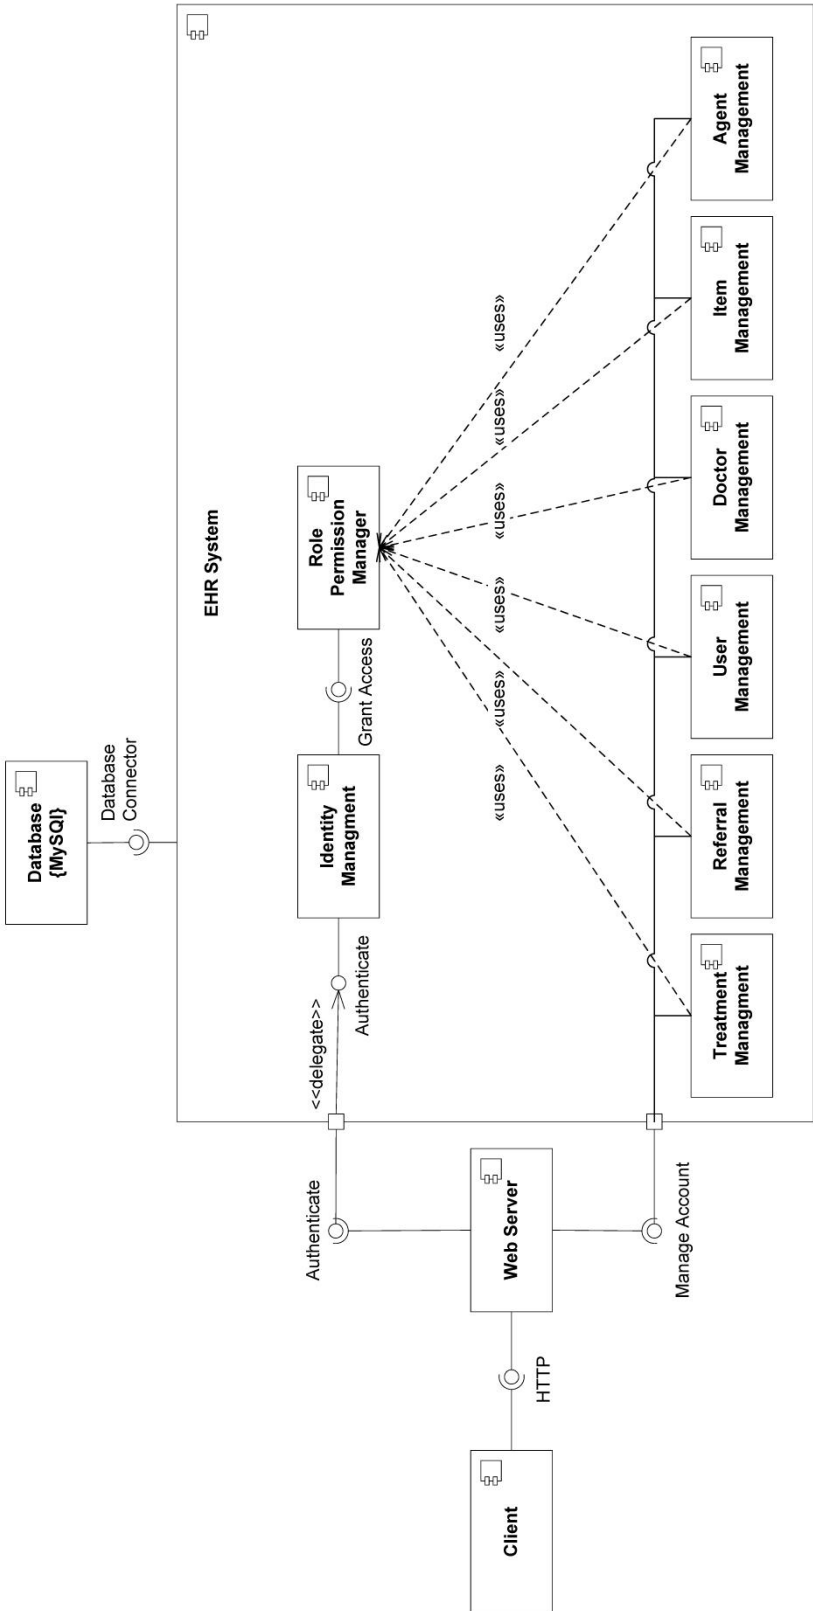 Database
{MySQl}
Database
Connector
EHR System
Client
HTTP
Web Server
Authenticate
Manage Account
<<delegate>>
Authenticate
Identity
Managment
Grant Access
Role
Permission
Manager
«uses»
«uses»
«uses»
«uses»
«uses»
«uses»
Treatment
Managment
Referral
Management
User
Management
Doctor
Management
Item
Management
Agent
Management